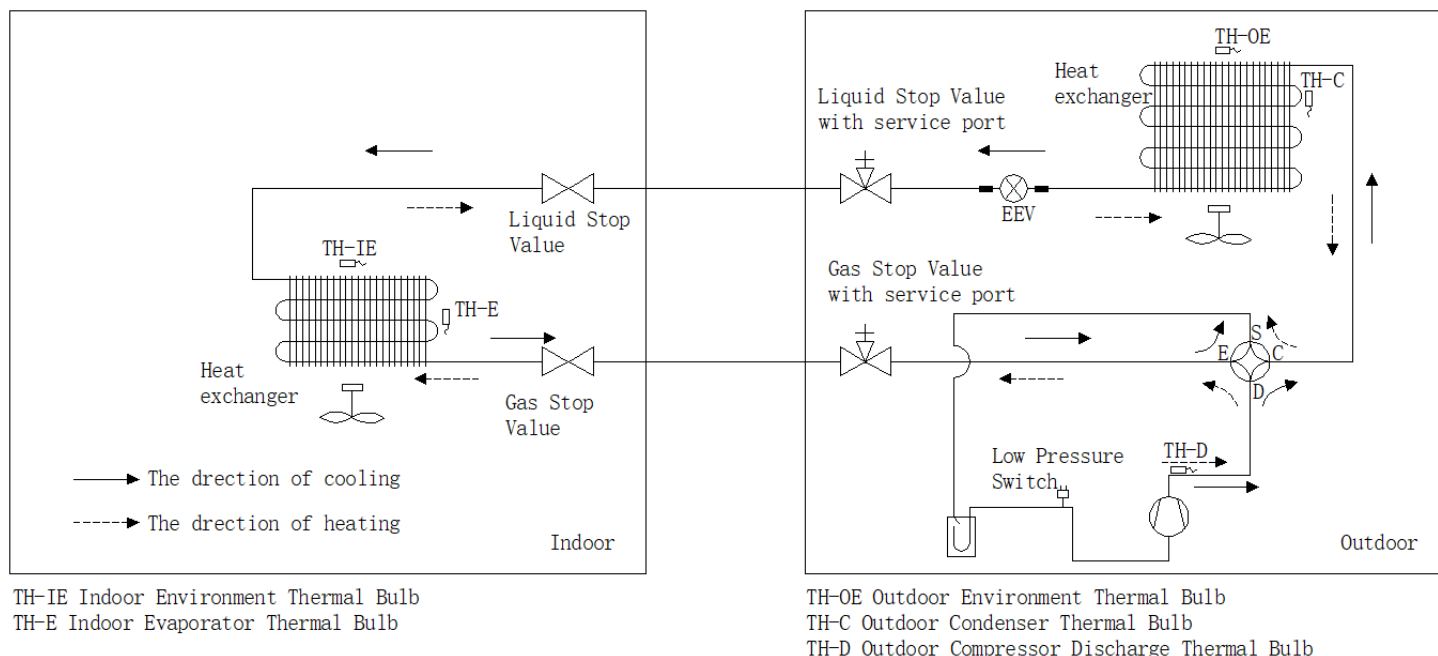 TH-OE
Heat
exchanger
TH-C
Liquid Stop Value
with service port
EEV
Liquid Stop
Value
TH-IE
TH-E
Heat
exchanger
Gas Stop Value
with service port
Gas Stop
Value
S
E
C
D
TH-D
Low Pressure
Switch
The drection of cooling
The drection of heating
Indoor
Outdoor
TH-IE Indoor Environment Thermal Bulb
TH-E Indoor Evaporator Thermal Bulb
TH-OE Outdoor Environment Thermal Bulb
TH-C Outdoor Condenser Thermal Bulb
TH-D Outdoor Compressor Discharge Thermal Bulb